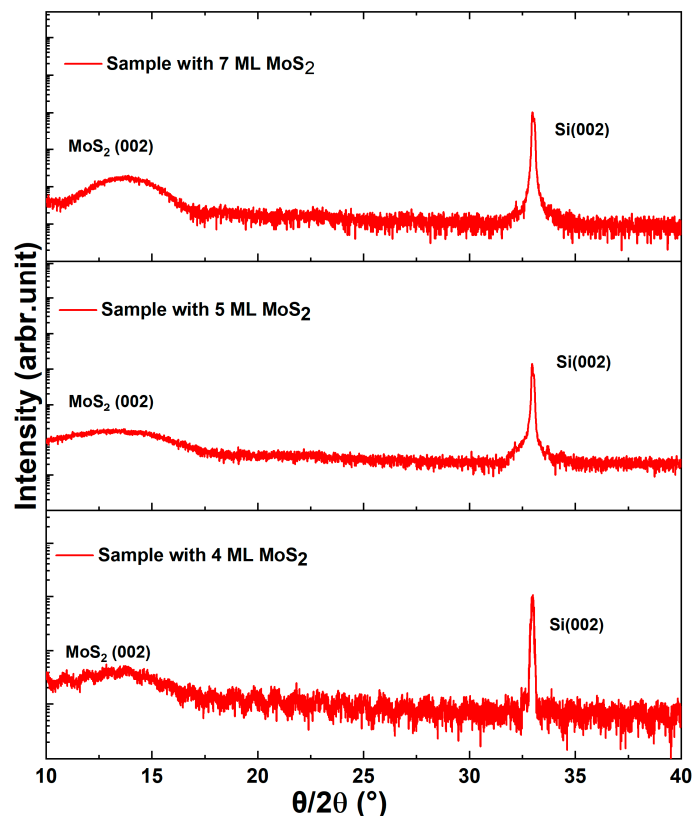 Sample with 7 ML MoS2
MoS2 (002)
Si(002)
Sample with 5 ML MoS2
MoS2 (002)
Si(002)
Sample with 4 ML MoS2
MoS2 (002)
Si(002)
Intensity (arbr.unit)
10 15 20 25 30 35 40
θ/2θ (°)